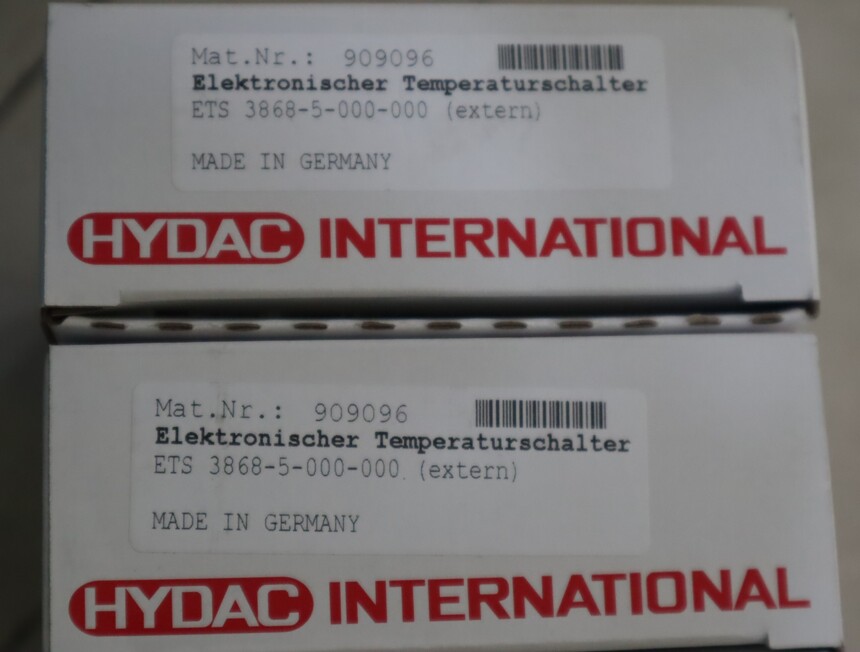 Mat.Nr.: 909096
Elektronischer Temperaturschalter
ETS 3868-5-000-000 (extern)
MADE IN GERMANY
HYDAC INTERNATIONAL
Mat.Nr.: 909096
Elektronischer Temperaturschalter
ETS 3868-5-000-000 (extern)
MADE IN GERMANY
HYDAC INTERNATIONAL